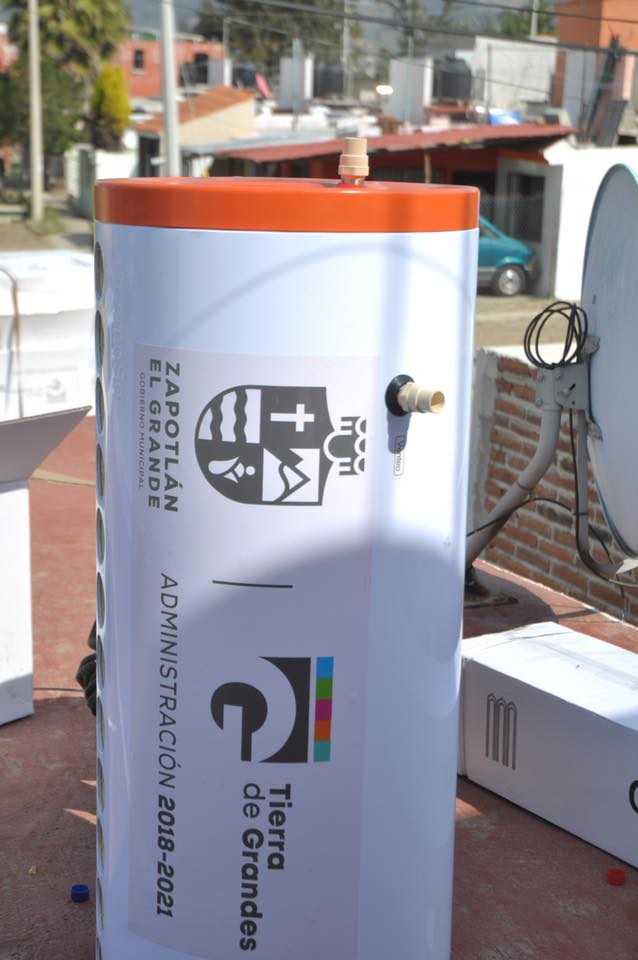 ZAPOTLÁN
EL GRANDE
GOBIERNO MUNICIPAL
ADMINISTRACIÓN 2018-2021
Tierra
de Grandes